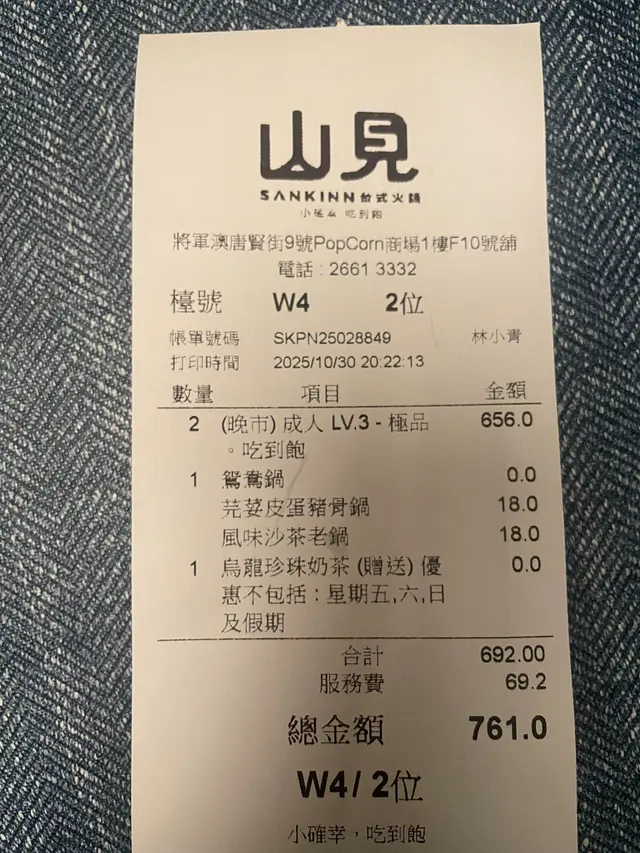 山見
SANKINN 台式火鍋
小確幸 吃到飽
將軍澳唐賢街9號PopCorn商場1樓F10號舖
電話 : 2661 3332
檯號 W4 2位
帳單號碼 SKPN25028849 林小青
打印時間 2025/10/30 20:22:13
數量 項目 金額
2 (晚市) 成人 LV.3 - 極品 656.0
。吃到飽
1 鴛鴦鍋 0.0
芫荽皮蛋豬骨鍋 18.0
風味沙茶老鍋 18.0
1 烏龍珍珠奶茶 (贈送) 優 0.0
惠不包括 : 星期五,六,日
及假期
合計 692.00
服務費 69.2
總金額 761.0
W4 / 2位
小確幸，吃到飽